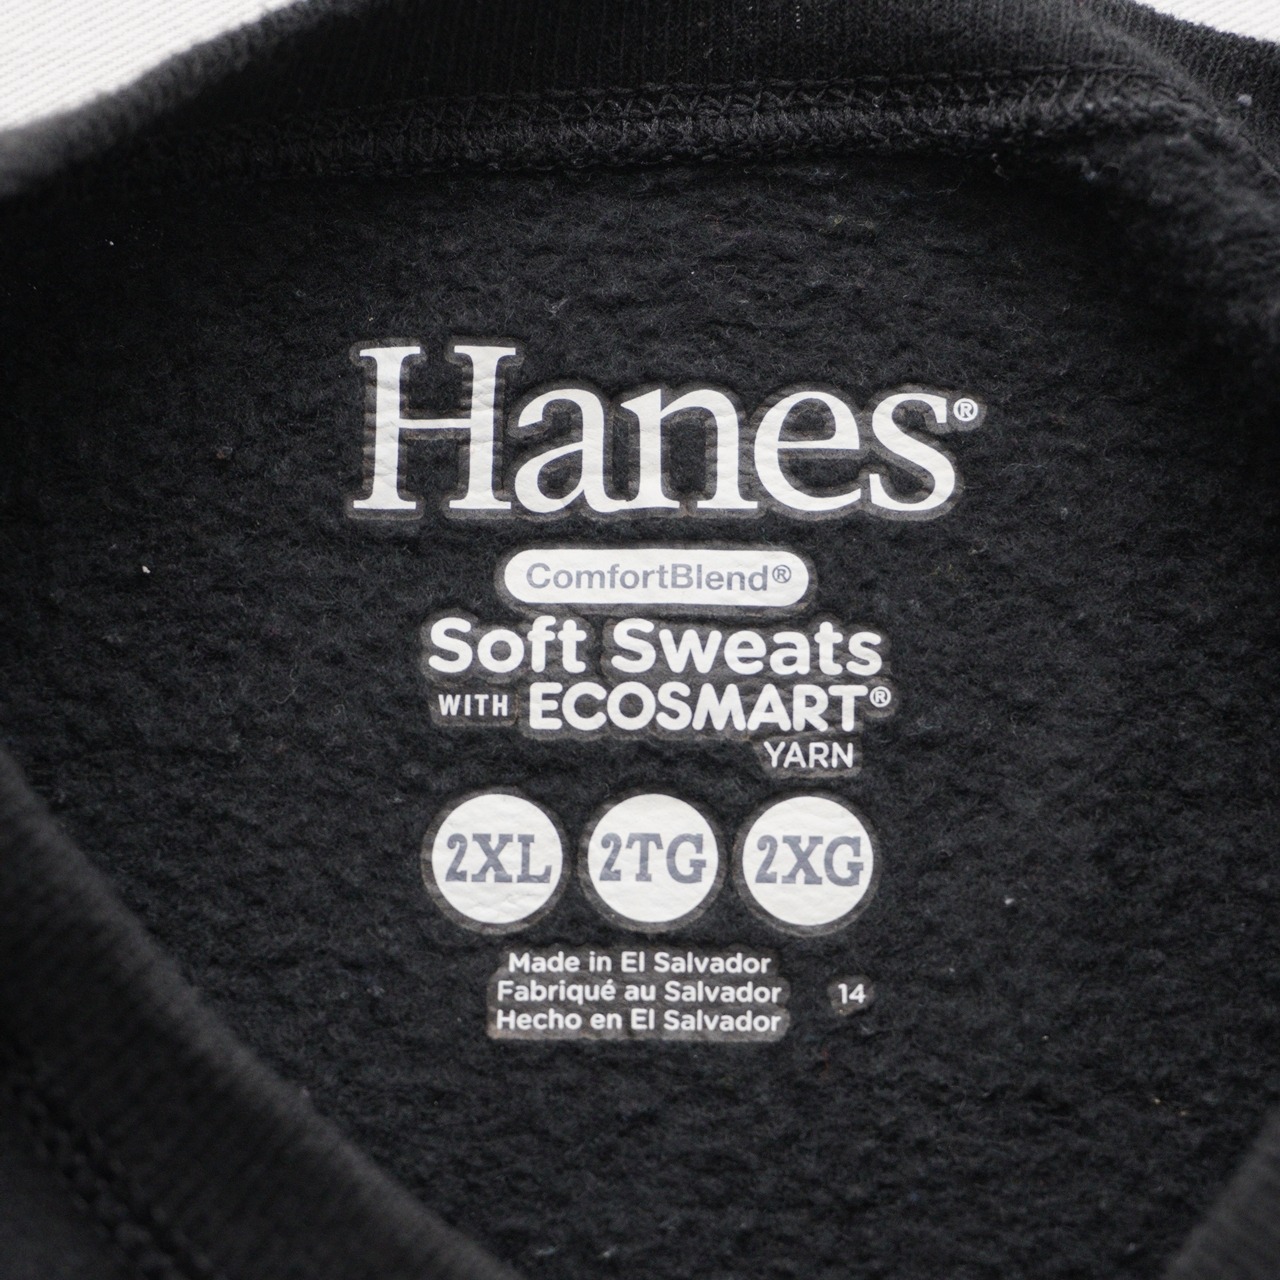 Hanes®
ComfortBlend®
Soft Sweats
WITH ECOSMART®
YARN
2XL 2TG 2XG
Made in El Salvador
Fabriqué au Salvador 14
Hecho en El Salvador